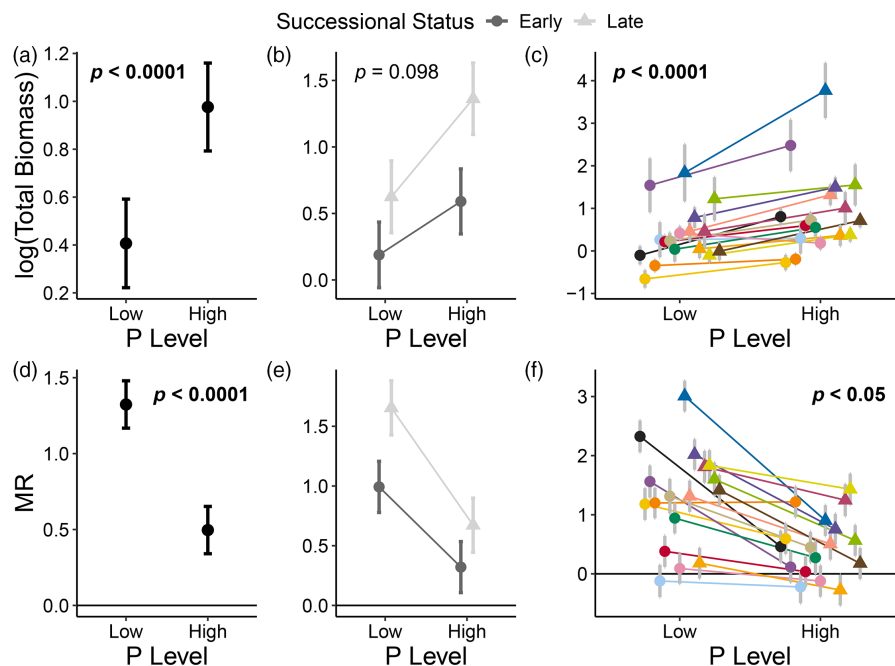 Successional Status Early Late
(a)
p < 0.0001
log(Total Biomass)
1.2
1.0
0.8
0.6
0.4
0.2
Low High
P Level
(b)
p = 0.098
1.5
1.0
0.5
0.0
Low High
P Level
(c)
p < 0.0001
4
3
2
1
0
−1
Low High
P Level
(d)
p < 0.0001
MR
1.5
1.0
0.5
0.0
Low High
P Level
(e)
1.5
1.0
0.5
0.0
Low High
P Level
(f)
p < 0.05
3
2
1
0
Low High
P Level